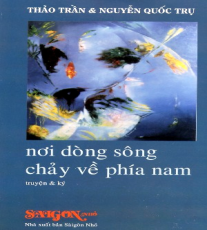 THẢO TRẦN & NGUYỄN QUỐC TRỤ
nơi dòng sông
chảy về phía nam
truyện & ký
SAIGON
Nhà xuất bản Sàigòn Nhỏ